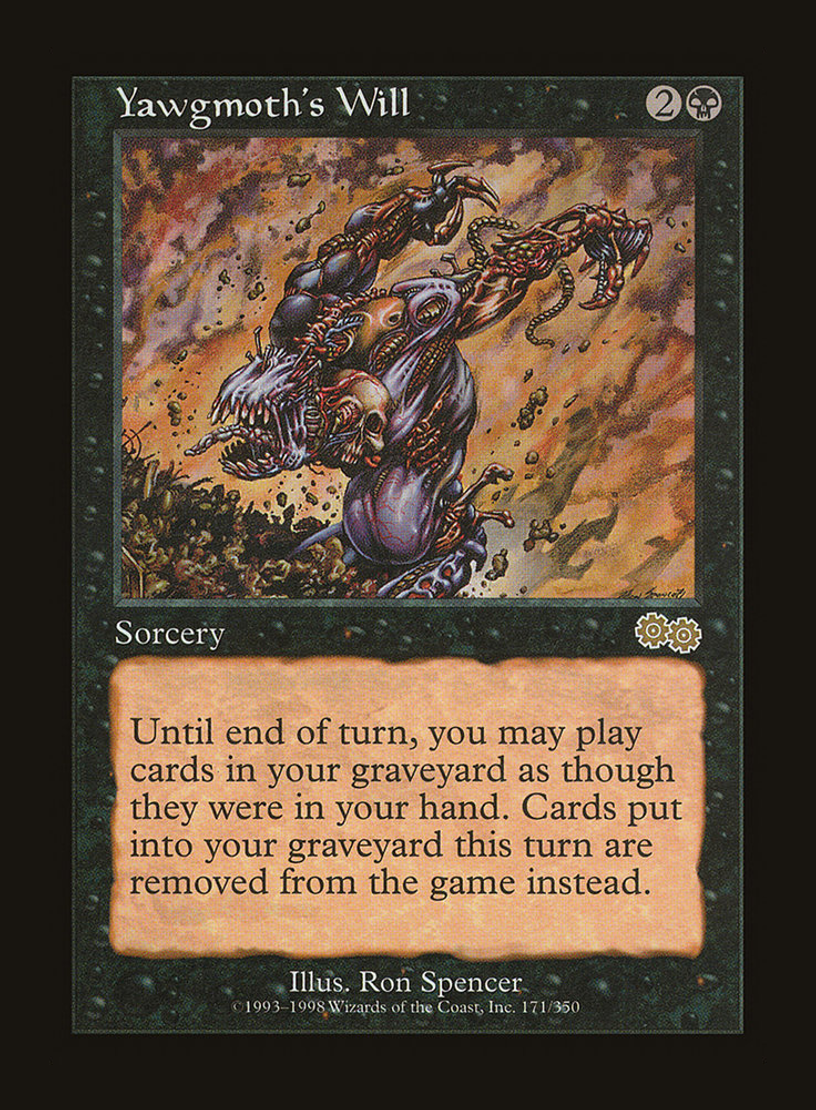 Yawgmoth's Will 2
Sorcery
Until end of turn, you may play
cards in your graveyard as though
they were in your hand. Cards put
into your graveyard this turn are
removed from the game instead.
Illus. Ron Spencer
©1993–1998 Wizards of the Coast, Inc. 171/350